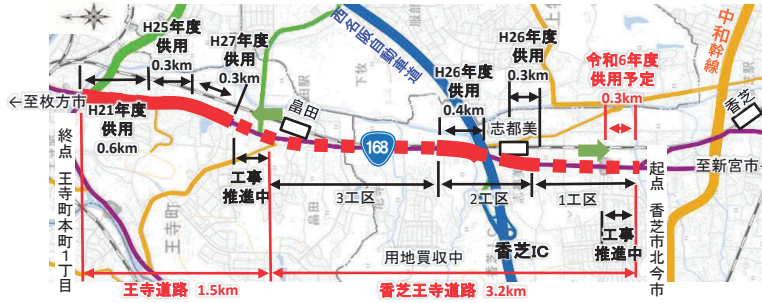 H25年度
供用
0.3km
H27年度
供用
0.3km
西名阪自動車道
H26年度
供用
0.4km
H26年度
供用
0.3km
令和6年度
供用予定
0.3km
中和幹線
←至枚方市
H21年度
供用
0.6km
畠田
下牧
168
志都美
香芝
至新宮市→
終点 王寺町本町1丁目
起点 香芝市北今市
工事
推進中
3工区
2工区
1工区
工事
推進中
王寺町
畠田
用地買収中
香芝IC
王寺道路 1.5km
香芝王寺道路 3.2km